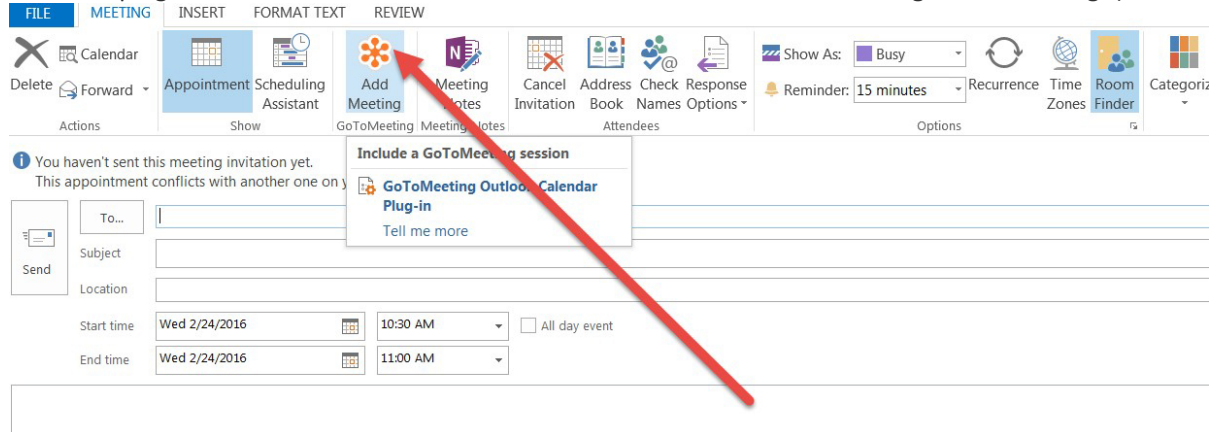 FILE MEETING INSERT FORMAT TEXT REVIEW
Delete
Calendar
Forward
Actions
Appointment
Scheduling
Assistant
Show
Add
Meeting
GoToMeeting
Meeting
Notes
Meeting Notes
Cancel
Invitation
Address
Book
Check
Names
Response
Options
Attendees
Show As: Busy
Reminder: 15 minutes
Recurrence
Time
Zones
Room
Finder
Options
Categoriz
You haven't sent this meeting invitation yet.
This appointment conflicts with another one on y
Include a GoToMeeting session
GoToMeeting Outlook Calendar
Plug-in
Tell me more
Send
To...
Subject
Location
Start time Wed 2/24/2016 10:30 AM All day event
End time Wed 2/24/2016 11:00 AM